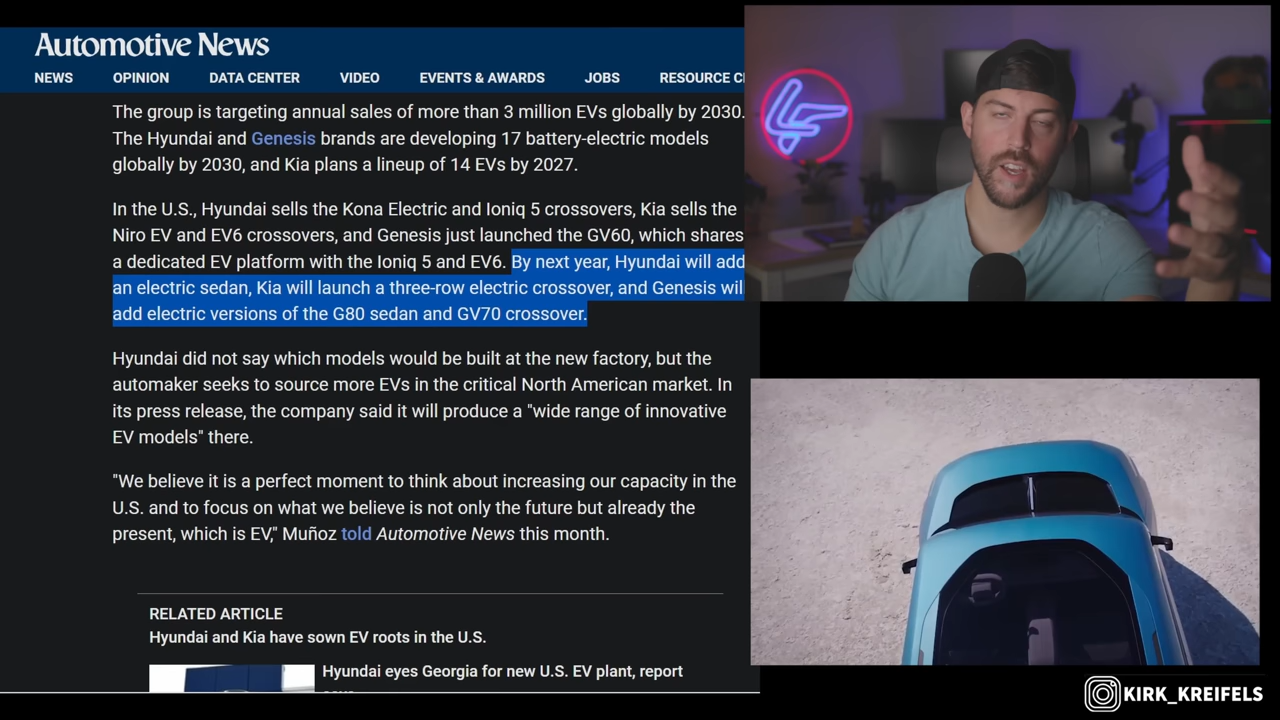 Automotive News
NEWS OPINION DATA CENTER VIDEO EVENTS & AWARDS JOBS RESOURCE
The group is targeting annual sales of more than 3 million EVs globally by 2030.
The Hyundai and Genesis brands are developing 17 battery-electric models
globally by 2030, and Kia plans a lineup of 14 EVs by 2027.
In the U.S., Hyundai sells the Kona Electric and Ioniq 5 crossovers, Kia sells the
Niro EV and EV6 crossovers, and Genesis just launched the GV60, which shares
a dedicated EV platform with the Ioniq 5 and EV6. By next year, Hyundai will add
an electric sedan, Kia will launch a three-row electric crossover, and Genesis will
add electric versions of the G80 sedan and GV70 crossover.
Hyundai did not say which models would be built at the new factory, but the
automaker seeks to source more EVs in the critical North American market. In
its press release, the company said it will produce a "wide range of innovative
EV models" there.
"We believe it is a perfect moment to think about increasing our capacity in the
U.S. and to focus on what we believe is not only the future but already the
present, which is EV," Muñoz told Automotive News this month.
RELATED ARTICLE
Hyundai and Kia have sown EV roots in the U.S.
Hyundai eyes Georgia for new U.S. EV plant, report
KIRK_KREIFELS